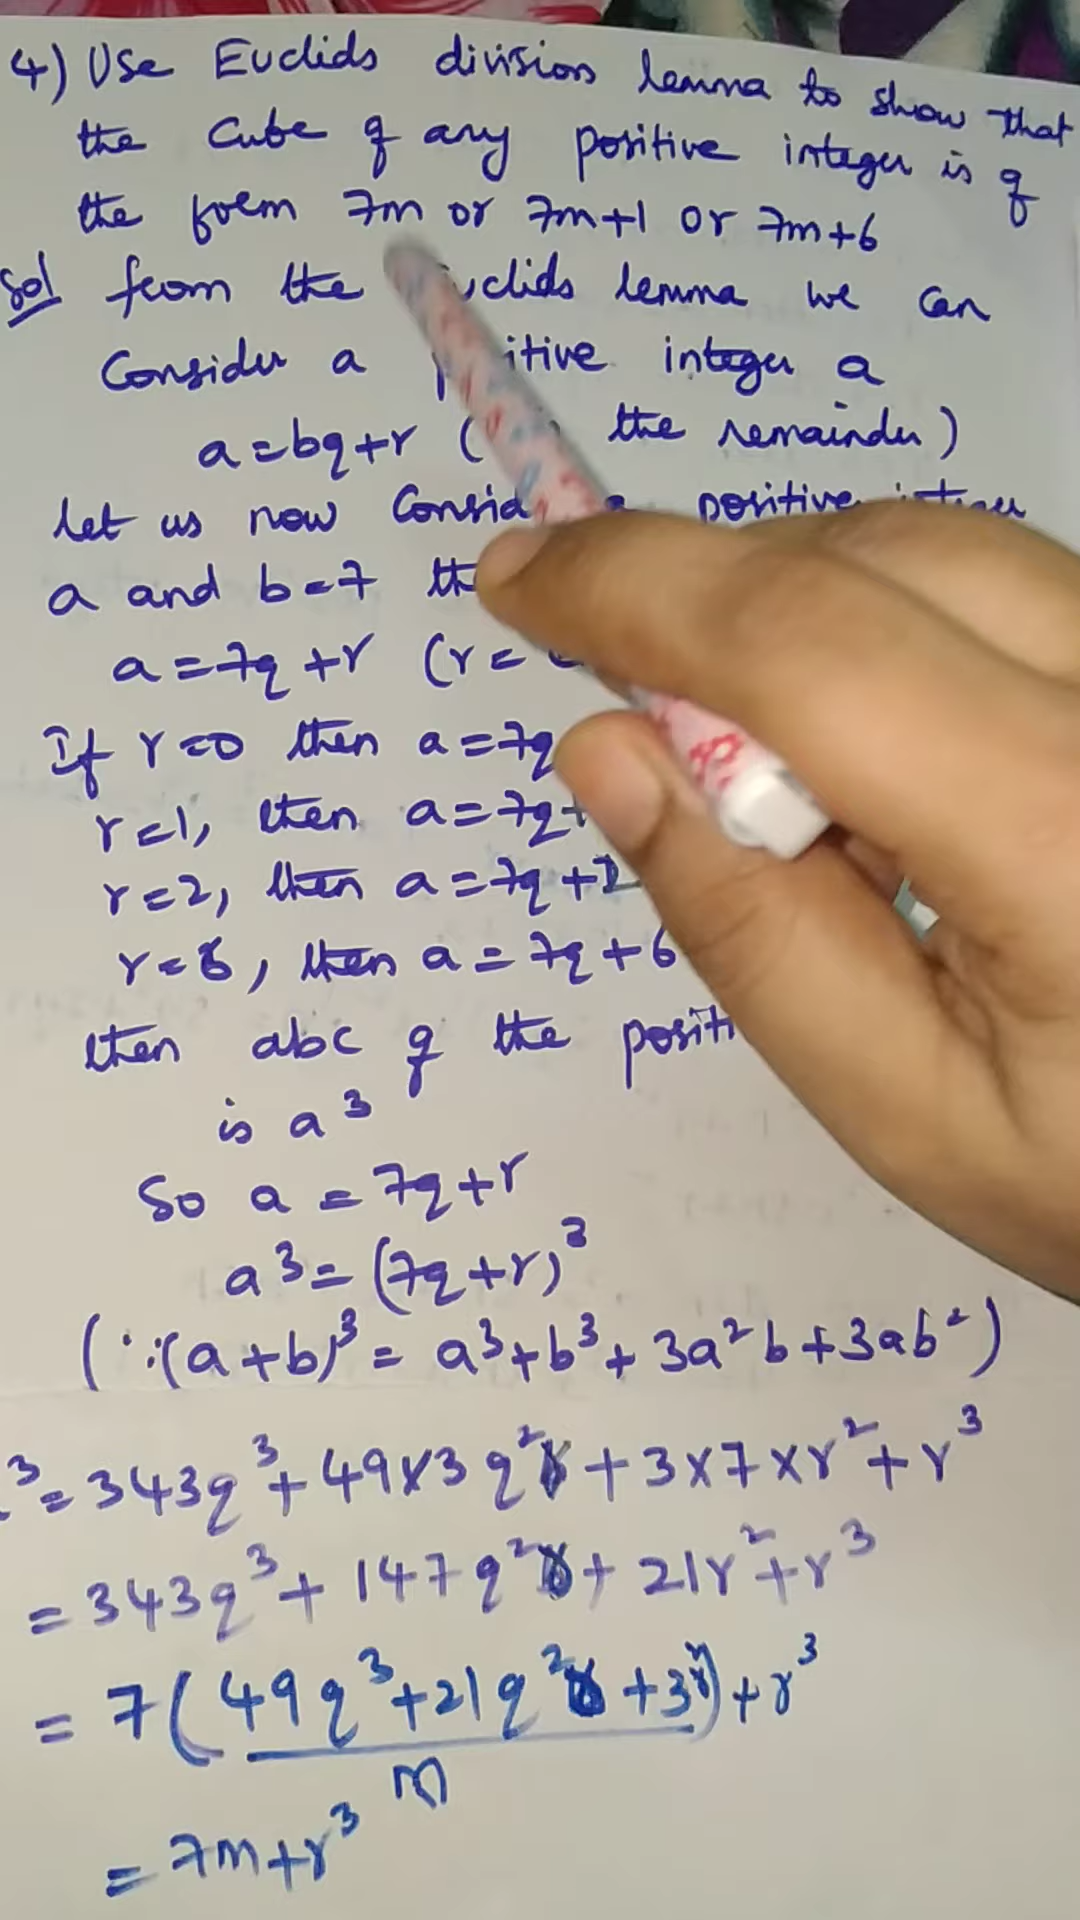 4) Use Euclids division lemma to show that
the Cube of any positive integer is of
the form 7m or 7m+1 or 7m+6
Sol from the uclids lemma we can
Consider a itive integer a
a=bq+r ( the remainder)
let us now Consid positive
a and b=7 th
a=7q+r (r=
If r=0 then a=7q
r=1, then a=7q+
r=2, then a=7q+2
r=6, then a=7q+6
then abc of the positi
is a³
So a = 7q+r
a³= (7q+r)³
(∵(a+b)³= a³+b³+3a²b+3ab²)
³=343q³+49×3q²r+3×7×r²+r³
=343q³+147q²r+21r²+r³
= 7(49q³+21q²r+3r²)+r³
m
= 7m+r³